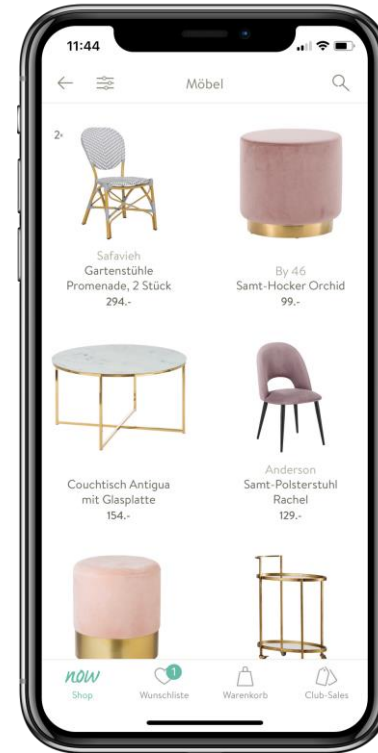 11:44
Möbel
2x
Safavieh
Gartenstühle
Promenade, 2 Stück
294.-
By 46
Samt-Hocker Orchid
99.-
Couchtisch Antigua
mit Glasplatte
154.-
Anderson
Samt-Polsterstuhl
Rachel
129.-
now
Shop
1
Wunschliste
Warenkorb
Club-Sales